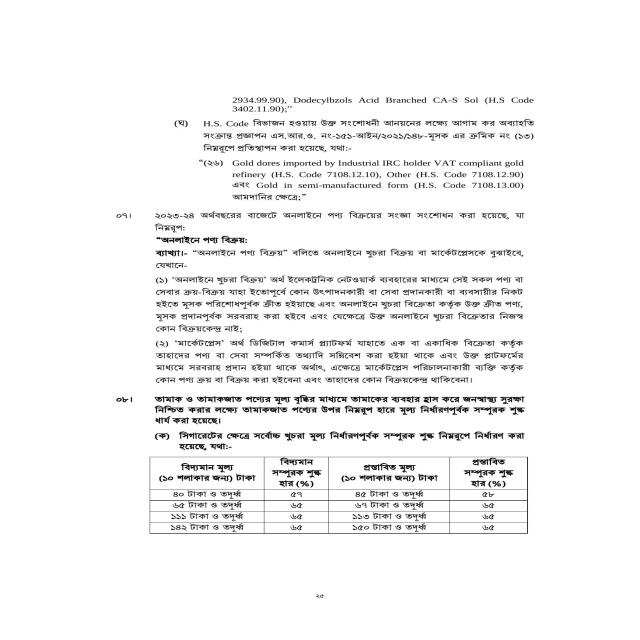 2934.99.90), Dodecylbzols Acid Branched CA-S Sol (H.S Code
3402.11.90);"
(ঘ) H.S. Code বিভাজন হওয়ায় উক্ত সংশোধনী আনয়নের লক্ষ্যে আগাম কর অব্যাহতি
সংক্রান্ত প্রজ্ঞাপন এস.আর.ও. নং-১৫১-আইন/২০২১/১৪৮-মূসক এর ক্রমিক নং (১৩)
নিম্নরূপে প্রতিস্থাপন করা হয়েছে, যথা:-
"(২৬) Gold dores imported by Industrial IRC holder VAT compliant gold
refinery (H.S. Code 7108.12.10), Other (H.S. Code 7108.12.90)
এবং Gold in semi-manufactured form (H.S. Code 7108.13.00)
আমদানির ক্ষেত্রে;"
০৭। ২০২৩-২৪ অর্থবছরের বাজেটে অনলাইনে পণ্য বিক্রয়ের সংজ্ঞা সংশোধন করা হয়েছে, যা
নিম্নরূপ:
"অনলাইনে পণ্য বিক্রয়:
ব্যাখ্যা।- "অনলাইনে পণ্য বিক্রয়" বলিতে অনলাইনে খুচরা বিক্রয় বা মার্কেটপ্লেসকে বুঝাইবে,
যেখানে-
(১) 'অনলাইনে খুচরা বিক্রয়' অর্থ ইলেকট্রনিক নেটওয়ার্ক ব্যবহারের মাধ্যমে সেই সকল পণ্য বা
সেবার ক্রয়-বিক্রয় যাহা ইতোপূর্বে কোন উৎপাদনকারী বা সেবা প্রদানকারী বা ব্যবসায়ীর নিকট
হইতে মূসক পরিশোধপূর্বক ক্রীত হইয়াছে এবং অনলাইনে খুচরা বিক্রেতা কর্তৃক উক্ত ক্রীত পণ্য,
মূসক প্রদানপূর্বক সরবরাহ করা হইবে এবং যেক্ষেত্রে উক্ত অনলাইনে খুচরা বিক্রেতার নিজস্ব
কোন বিক্রয়কেন্দ্র নাই;
(২) 'মার্কেটপ্লেস' অর্থ ডিজিটাল কমার্স প্ল্যাটফর্ম যাহাতে এক বা একাধিক বিক্রেতা কর্তৃক
তাহাদের পণ্য বা সেবা সম্পর্কিত তথ্যাদি সন্নিবেশ করা হইয়া থাকে এবং উক্ত প্লাটফর্মের
মাধ্যমে সরবরাহ প্রদান হইয়া থাকে অর্থাৎ, এক্ষেত্রে মার্কেটপ্লেস পরিচালনাকারী ব্যক্তি কর্তৃক
কোন পণ্য ক্রয় বা বিক্রয় করা হইবেনা এবং তাহাদের কোন বিক্রয়কেন্দ্র থাকিবেনা।
০৮। তামাক ও তামাকজাত পণ্যের মূল্য বৃদ্ধির মাধ্যমে তামাকের ব্যবহার হ্রাস করে জনস্বাস্থ্য সুরক্ষা
নিশ্চিত করার লক্ষ্যে তামাকজাত পণ্যের উপর নিম্নরূপ হারে মূল্য নির্ধারণপূর্বক সম্পূরক শুল্ক
ধার্য করা হয়েছে।
(ক) সিগারেটের ক্ষেত্রে সর্বোচ্চ খুচরা মূল্য নির্ধারণপূর্বক সম্পূরক শুল্ক নিম্নরূপে নির্ধারণ করা
হয়েছে, যথা:-
বিদ্যমান মূল্য (১০ শলাকার জন্য) টাকা বিদ্যমান সম্পূরক শুল্ক হার (%) প্রস্তাবিত মূল্য (১০ শলাকার জন্য) টাকা প্রস্তাবিত সম্পূরক শুল্ক হার (%)
৪০ টাকা ও তদূর্ধ্ব ৫৭ ৪৫ টাকা ও তদূর্ধ্ব ৫৮
৬৫ টাকা ও তদূর্ধ্ব ৬৫ ৬৭ টাকা ও তদূর্ধ্ব ৬৫
১১১ টাকা ও তদূর্ধ্ব ৬৫ ১১৩ টাকা ও তদূর্ধ্ব ৬৫
১৪২ টাকা ও তদূর্ধ্ব ৬৫ ১৫০ টাকা ও তদূর্ধ্ব ৬৫
২৫